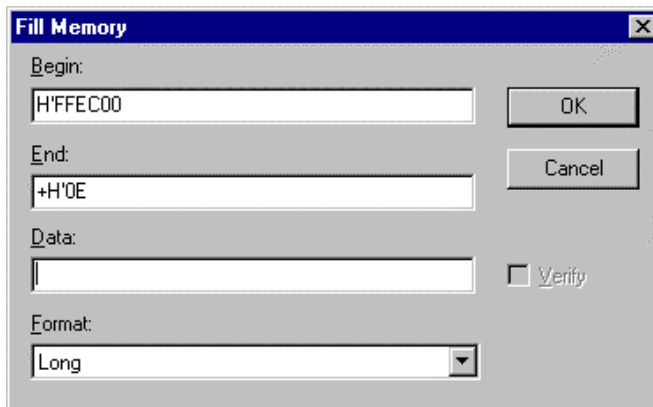 Fill Memory
Begin:
H'FFEC00
OK
End:
+H'0E
Cancel
Data:
Verify
Format:
Long